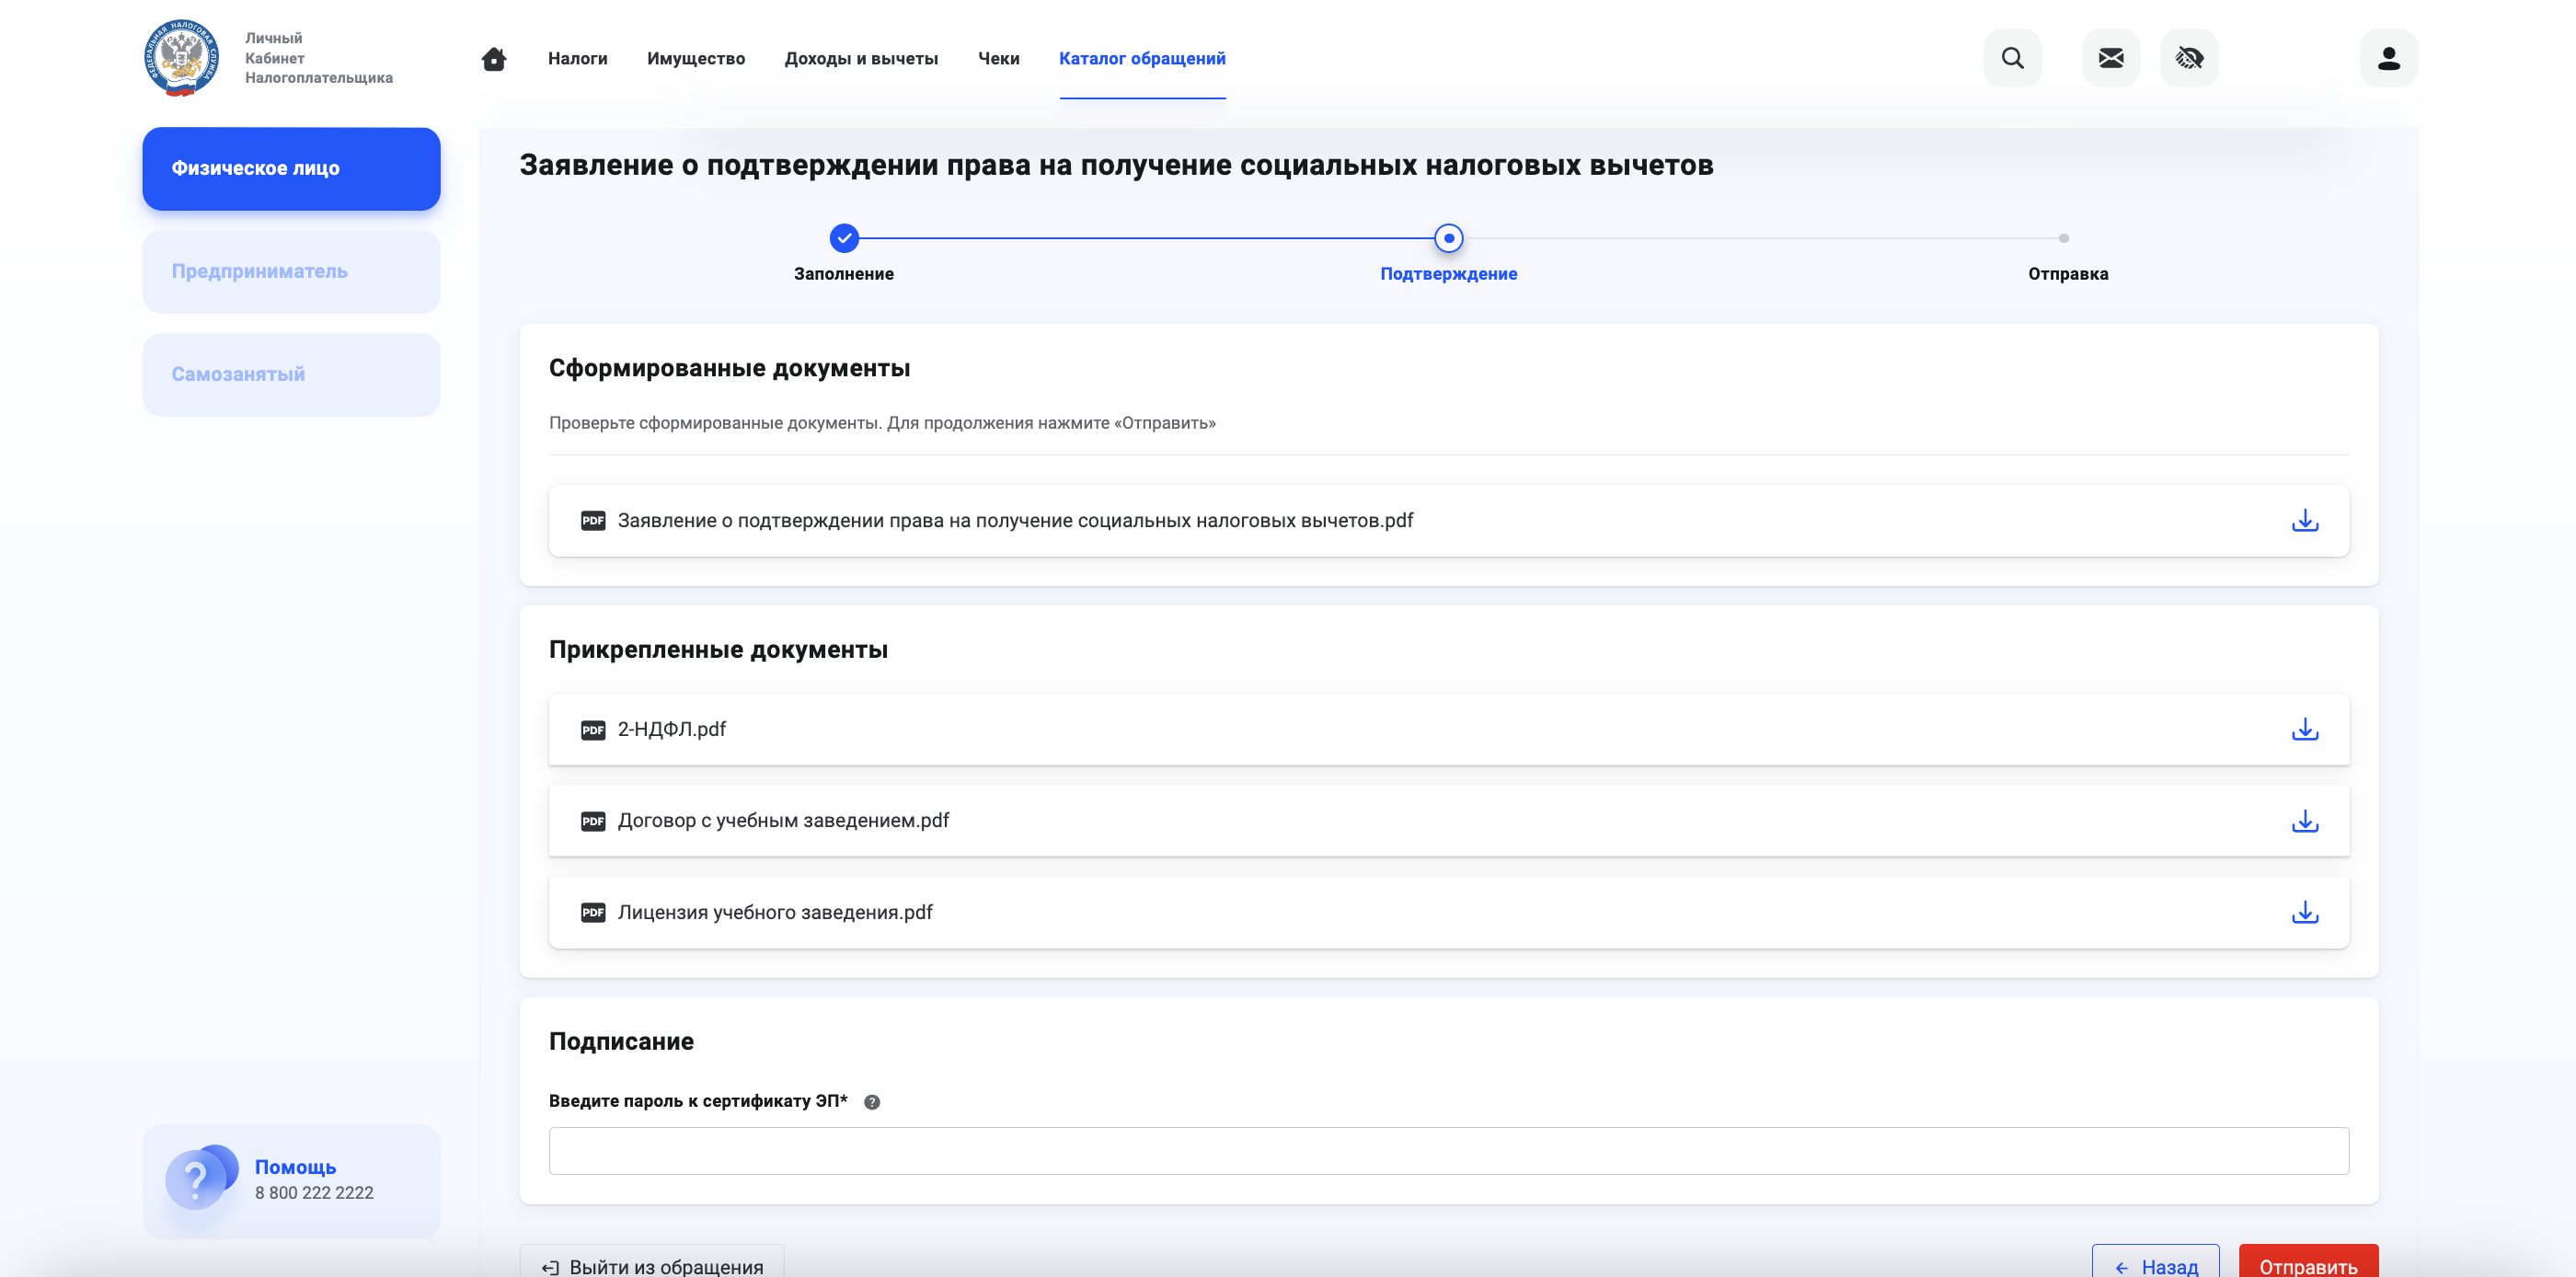 ФЕДЕРАЛЬНАЯ НАЛОГОВАЯ СЛУЖБА
Личный
Кабинет
Налогоплательщика
Налоги
Имущество
Доходы и вычеты
Чеки
Каталог обращений
Физическое лицо
Предприниматель
Самозанятый
Заявление о подтверждении права на получение социальных налоговых вычетов
Заполнение
Подтверждение
Отправка
Сформированные документы
Проверьте сформированные документы. Для продолжения нажмите «Отправить»
PDF Заявление о подтверждении права на получение социальных налоговых вычетов.pdf
Прикрепленные документы
PDF 2-НДФЛ.pdf
PDF Договор с учебным заведением.pdf
PDF Лицензия учебного заведения.pdf
Подписание
Введите пароль к сертификату ЭП* ?
? Помощь
8 800 222 2222
Выйти из обращения
Назад
Отправить